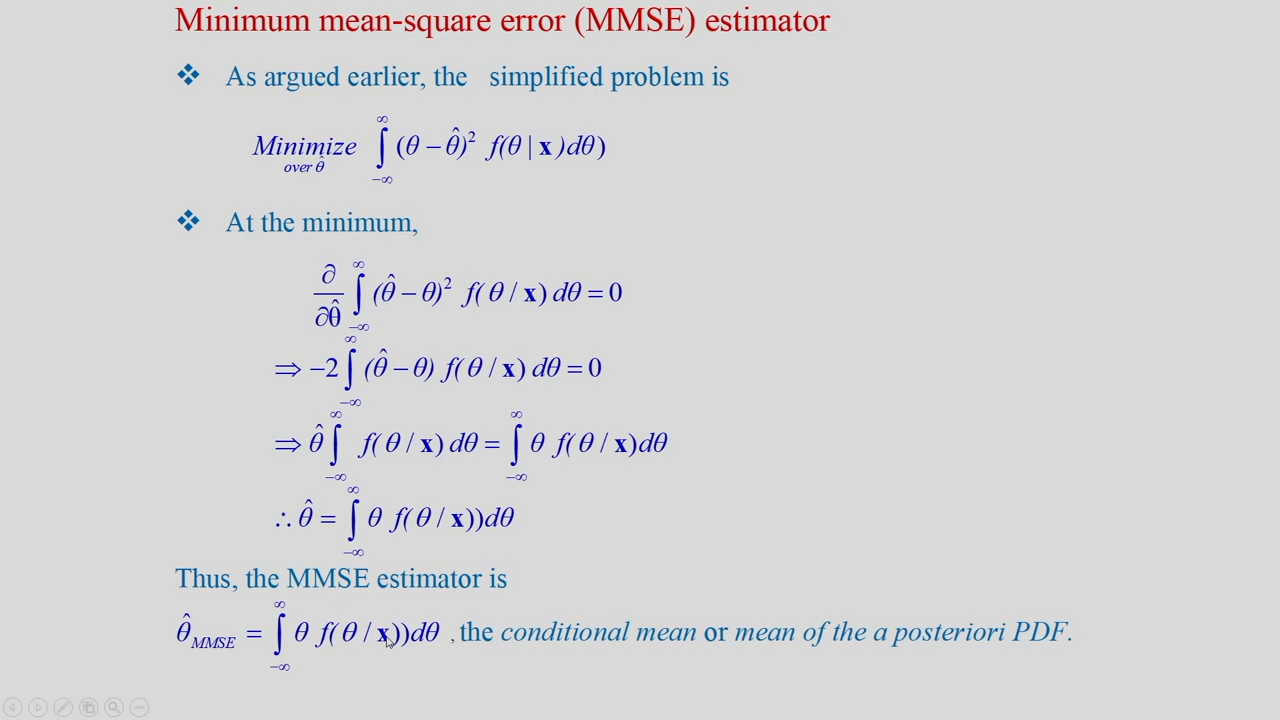 Minimum mean-square error (MMSE) estimator
❖ As argued earlier, the simplified problem is
Minimize over θ̂ ∫_{−∞}^{∞} (θ − θ̂)² f(θ | x)dθ)
❖ At the minimum,
∂/∂θ̂ ∫_{−∞}^{∞} (θ̂ − θ)² f(θ / x) dθ = 0
⇒ −2 ∫_{−∞}^{∞} (θ̂ − θ) f(θ / x) dθ = 0
⇒ θ̂ ∫_{−∞}^{∞} f(θ / x) dθ = ∫_{−∞}^{∞} θ f(θ / x)dθ
∴ θ̂ = ∫_{−∞}^{∞} θ f(θ / x))dθ
Thus, the MMSE estimator is
θ̂_{MMSE} = ∫_{−∞}^{∞} θ f(θ / x))dθ , the conditional mean or mean of the a posteriori PDF.